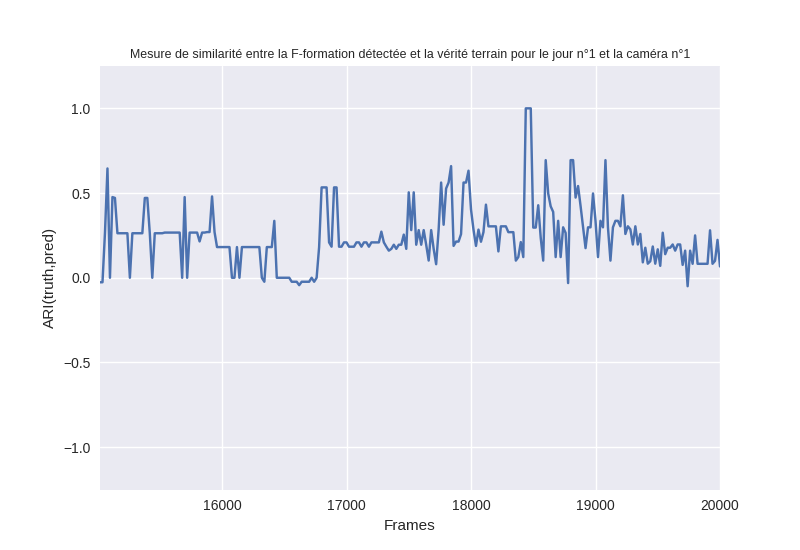 Mesure de similarité entre la F-formation détectée et la vérité terrain pour le jour n°1 et la caméra n°1
1.0
0.5
0.0
−0.5
−1.0
ARI(truth,pred)
16000 17000 18000 19000 20000
Frames